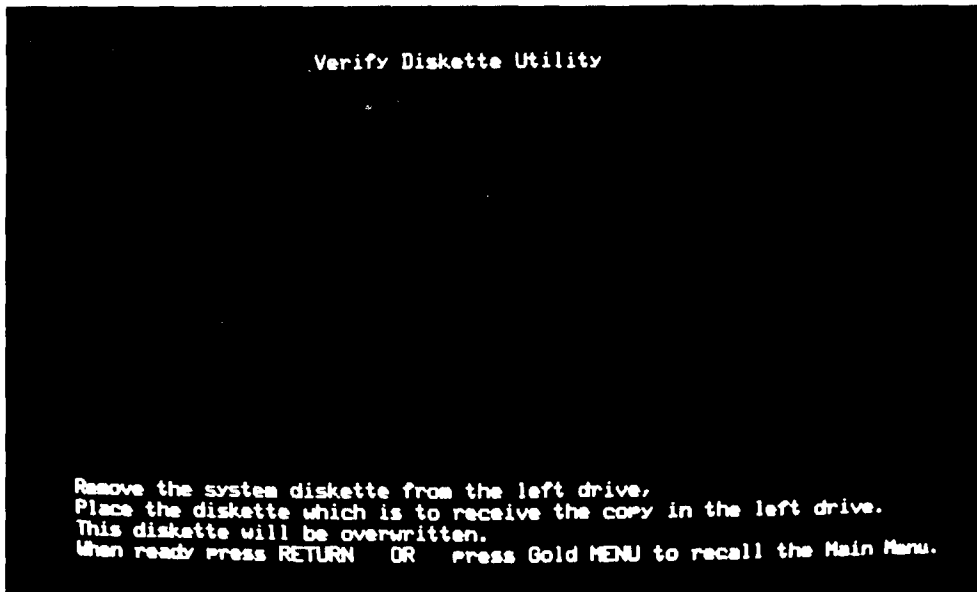 Verify Diskette Utility
Remove the system diskette from the left drive,
Place the diskette which is to receive the copy in the left drive.
This diskette will be overwritten.
When ready press RETURN OR press Gold MENU to recall the Main Menu.